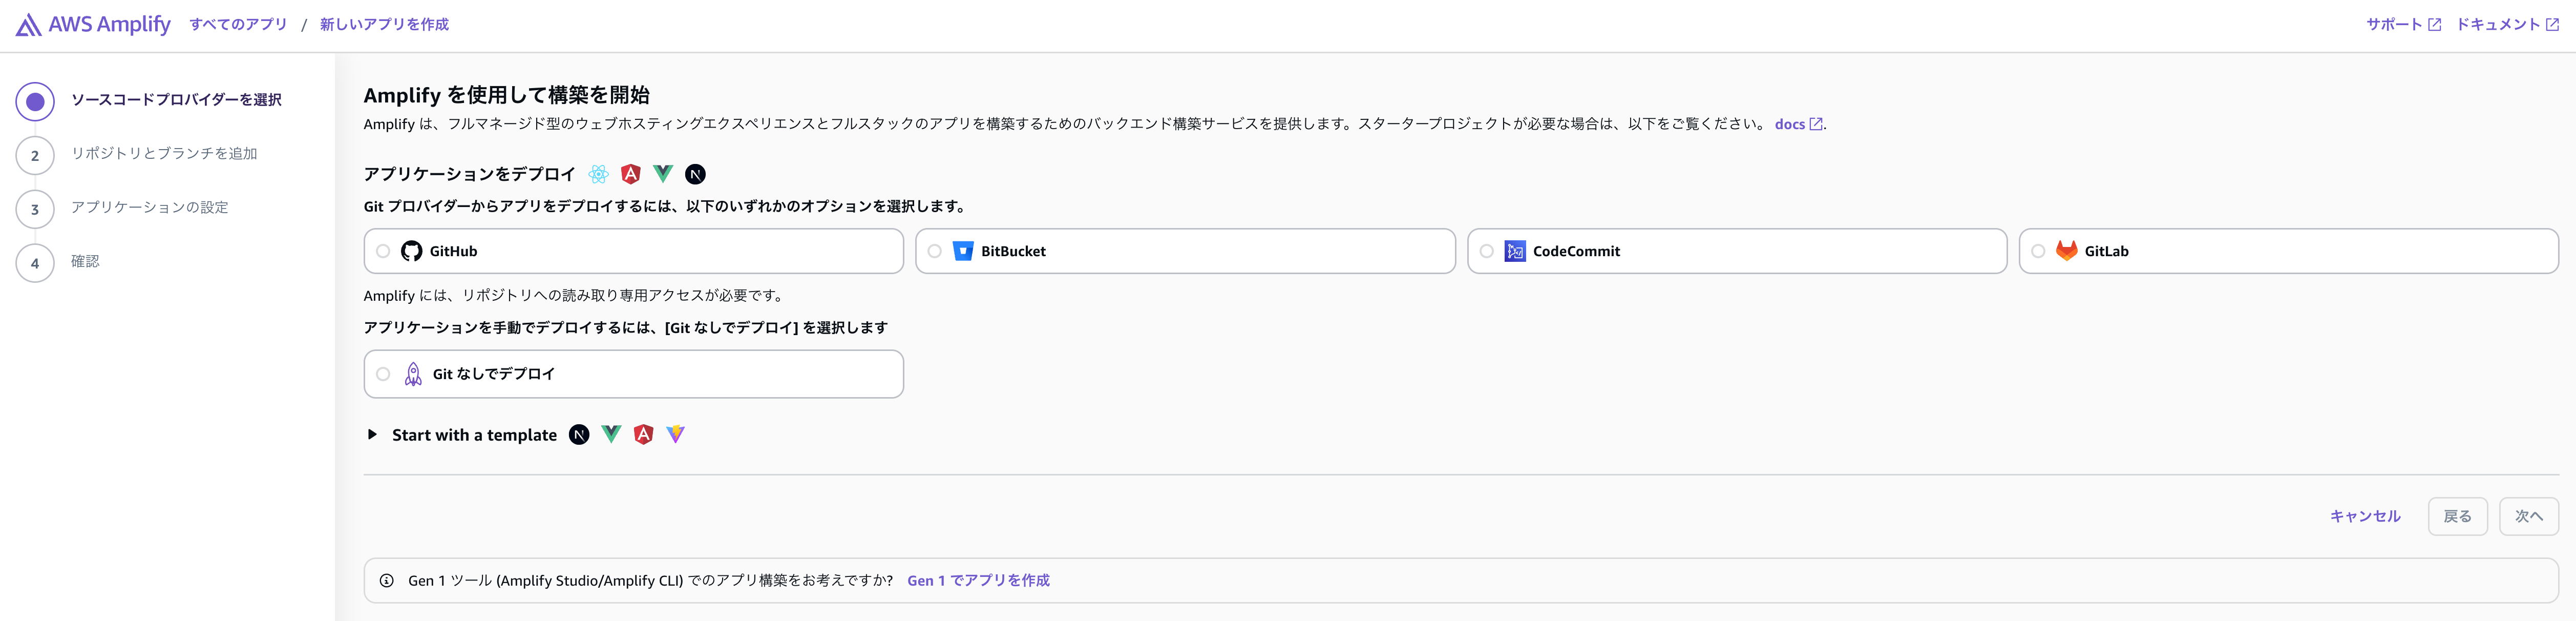 AWS Amplify すべてのアプリ / 新しいアプリを作成
サポート ドキュメント
ソースコードプロバイダーを選択
2 リポジトリとブランチを追加
3 アプリケーションの設定
4 確認
Amplify を使用して構築を開始
Amplify は、フルマネージド型のウェブホスティングエクスペリエンスとフルスタックのアプリを構築するためのバックエンド構築サービスを提供します。スタータープロジェクトが必要な場合は、以下をご覧ください。 docs.
アプリケーションをデプロイ
Git プロバイダーからアプリをデプロイするには、以下のいずれかのオプションを選択します。
GitHub BitBucket CodeCommit GitLab
Amplify には、リポジトリへの読み取り専用アクセスが必要です。
アプリケーションを手動でデプロイするには、[Git なしでデプロイ] を選択します
Git なしでデプロイ
Start with a template
キャンセル 戻る 次へ
Gen 1 ツール (Amplify Studio/Amplify CLI) でのアプリ構築をお考えですか? Gen 1 でアプリを作成